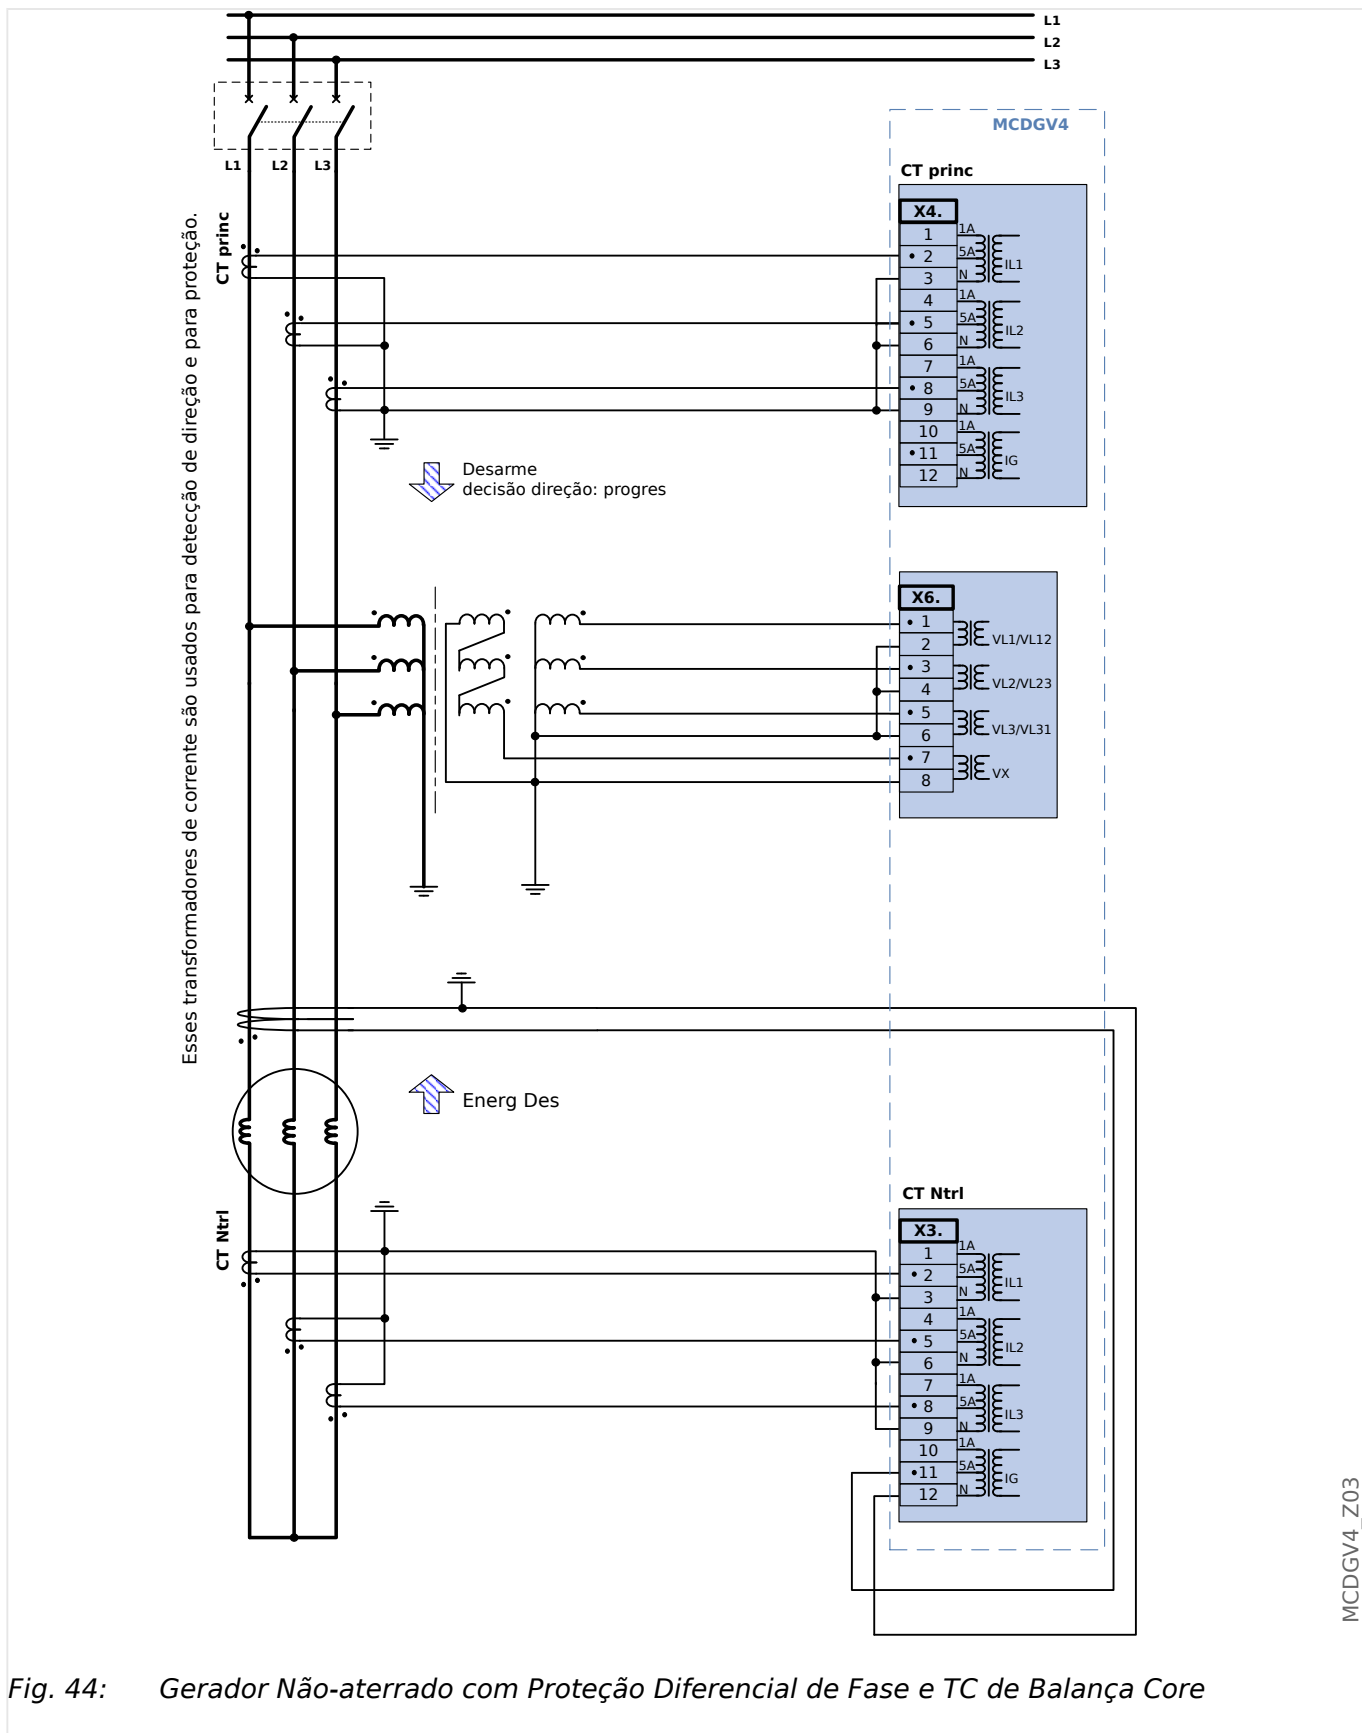 L1
L2
L3
L1
L2
L3
MCDGV4
CT princ
CT princ
Esses transformadores de corrente são usados para detecção de direção e para proteção.
X4.
1
1A
2
5A
IL1
3
N
4
1A
5
5A
IL2
6
N
7
1A
8
5A
IL3
9
N
10
1A
11
5A
IG
12
N
Desarme
decisão direção: progres
X6.
1
VL1/VL12
2
3
VL2/VL23
4
5
VL3/VL31
6
7
VX
8
Energ Des
CT Ntrl
CT Ntrl
X3.
1
1A
2
5A
IL1
3
N
4
1A
5
5A
IL2
6
N
7
1A
8
5A
IL3
9
N
10
1A
11
5A
IG
12
N
MCDGV4_Z03
Fig. 44: Gerador Não-aterrado com Proteção Diferencial de Fase e TC de Balança Core